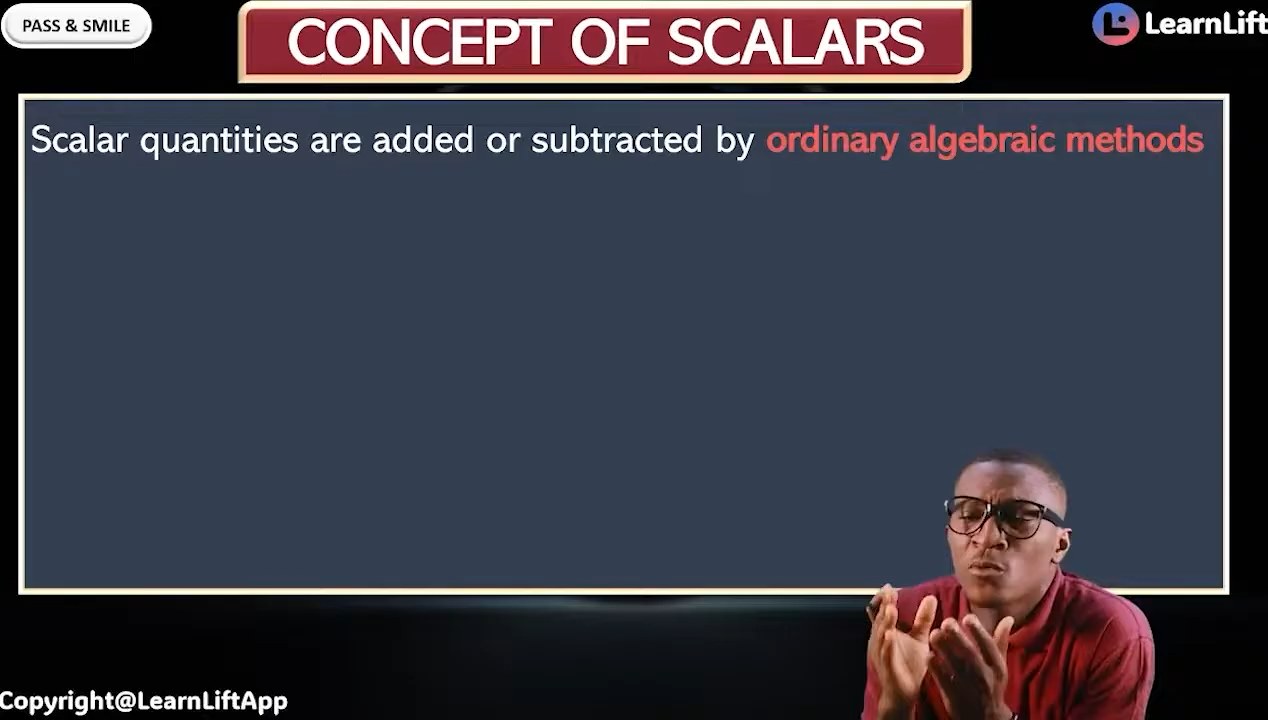 PASS & SMILE
CONCEPT OF SCALARS
LearnLift
Scalar quantities are added or subtracted by ordinary algebraic methods
Copyright@LearnLiftApp